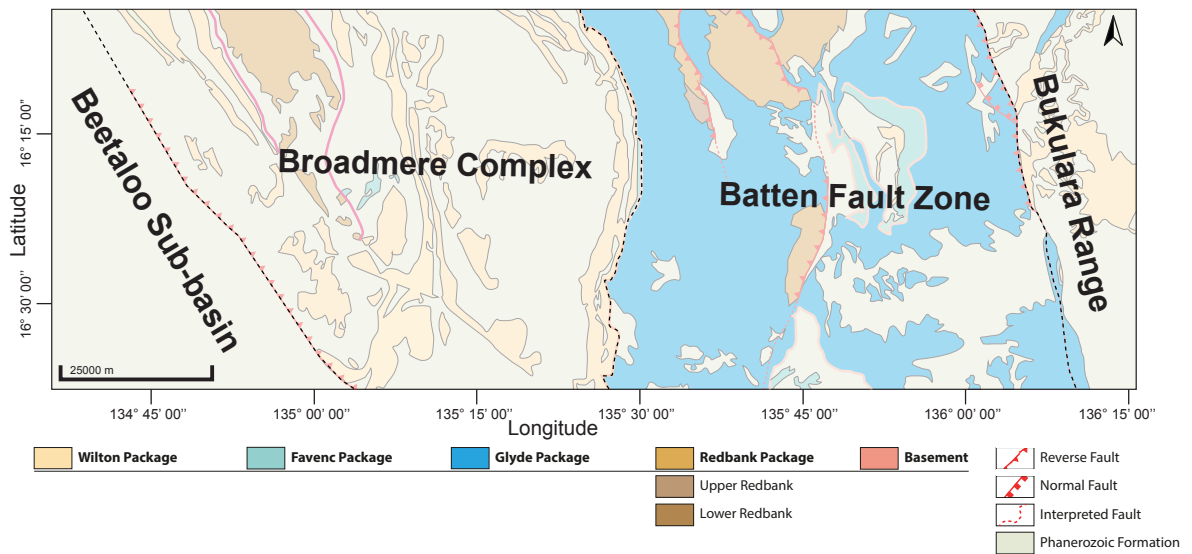 Beetaloo Sub-basin
Broadmere Complex
Batten Fault Zone
Bukulara Range
Latitude
16° 15' 00''
16° 30' 00''
25000 m
134° 45' 00''
135° 00' 00''
135° 15' 00''
135° 30' 00''
135° 45' 00''
136° 00' 00''
136° 15' 00''
Longitude
Wilton Package
Favenc Package
Glyde Package
Redbank Package
Basement
Reverse Fault
Upper Redbank
Normal Fault
Lower Redbank
Interpreted Fault
Phanerozoic Formation